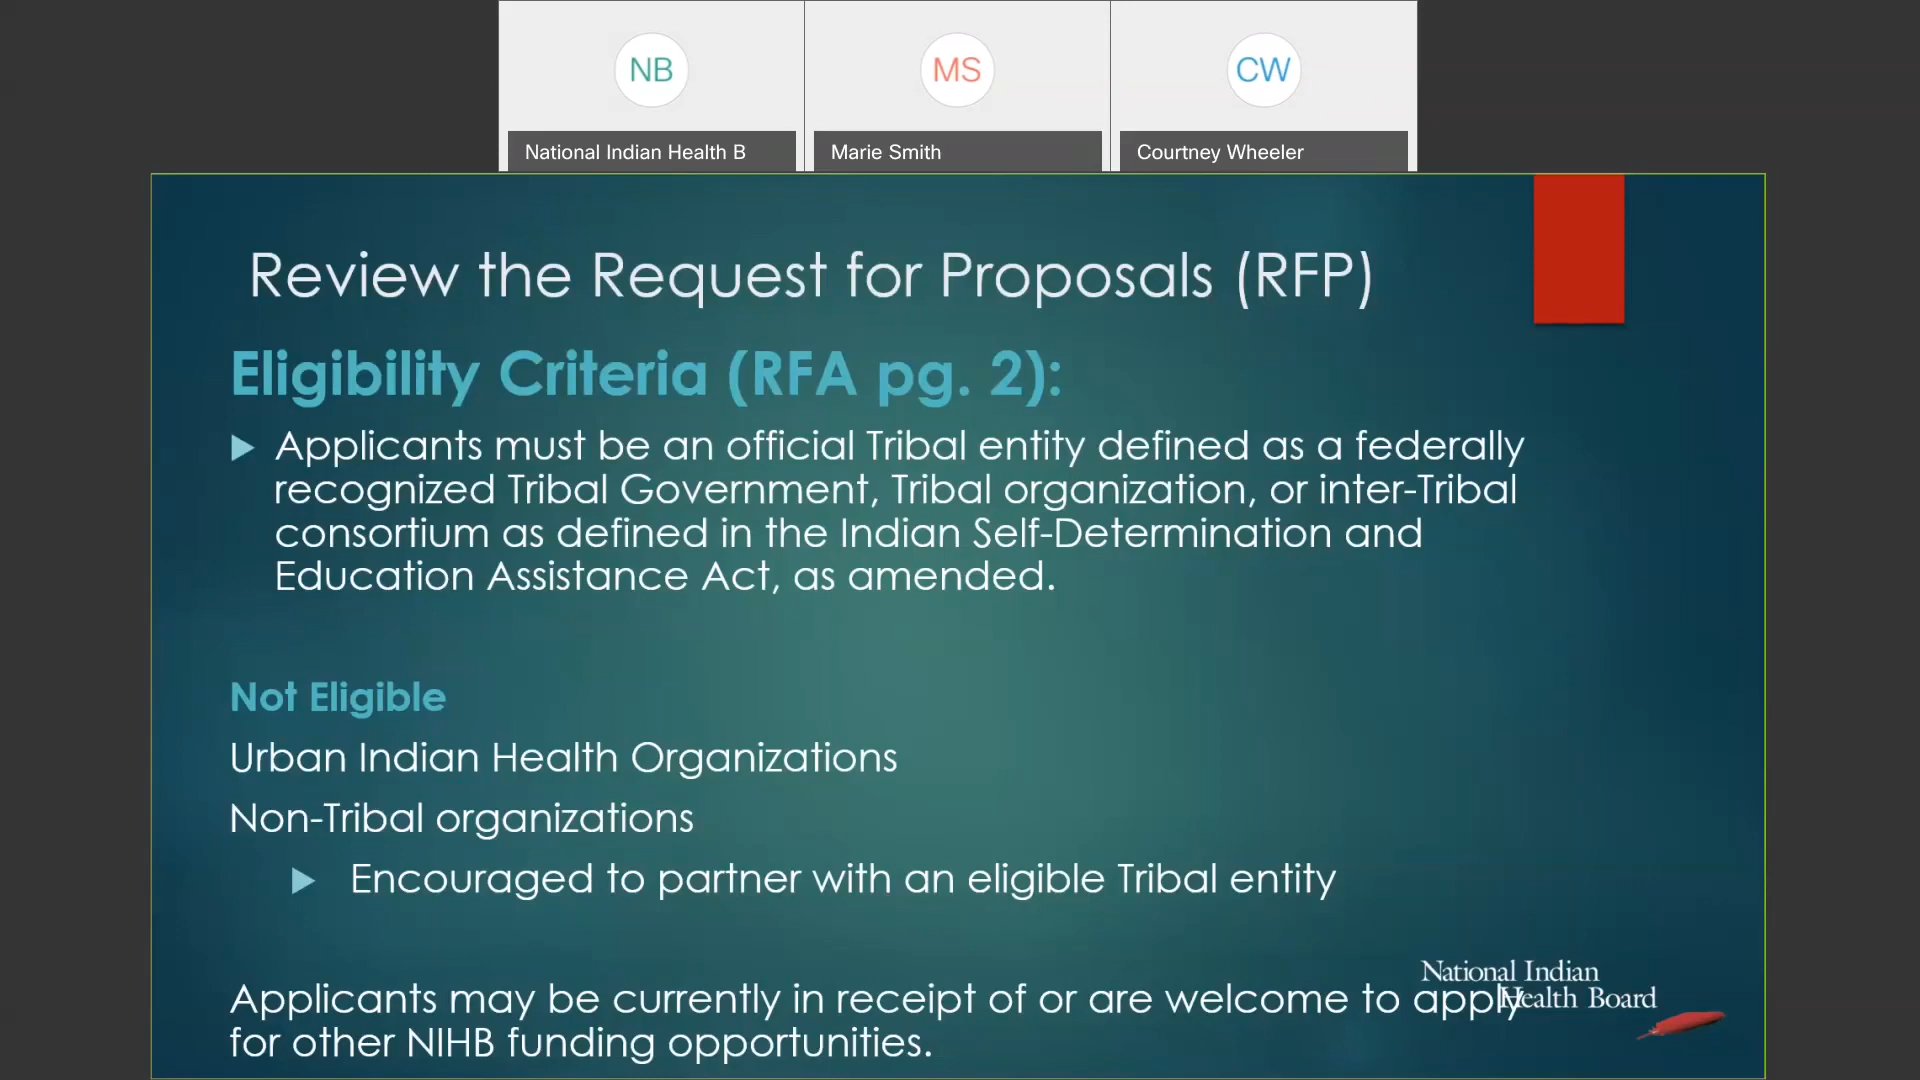 NB
MS
CW
National Indian Health B
Marie Smith
Courtney Wheeler
Review the Request for Proposals (RFP)
Eligibility Criteria (RFA pg. 2):
Applicants must be an official Tribal entity defined as a federally
recognized Tribal Government, Tribal organization, or inter-Tribal
consortium as defined in the Indian Self-Determination and
Education Assistance Act, as amended.
Not Eligible
Urban Indian Health Organizations
Non-Tribal organizations
Encouraged to partner with an eligible Tribal entity
Applicants may be currently in receipt of or are welcome to apply
for other NIHB funding opportunities.
National Indian
Health Board